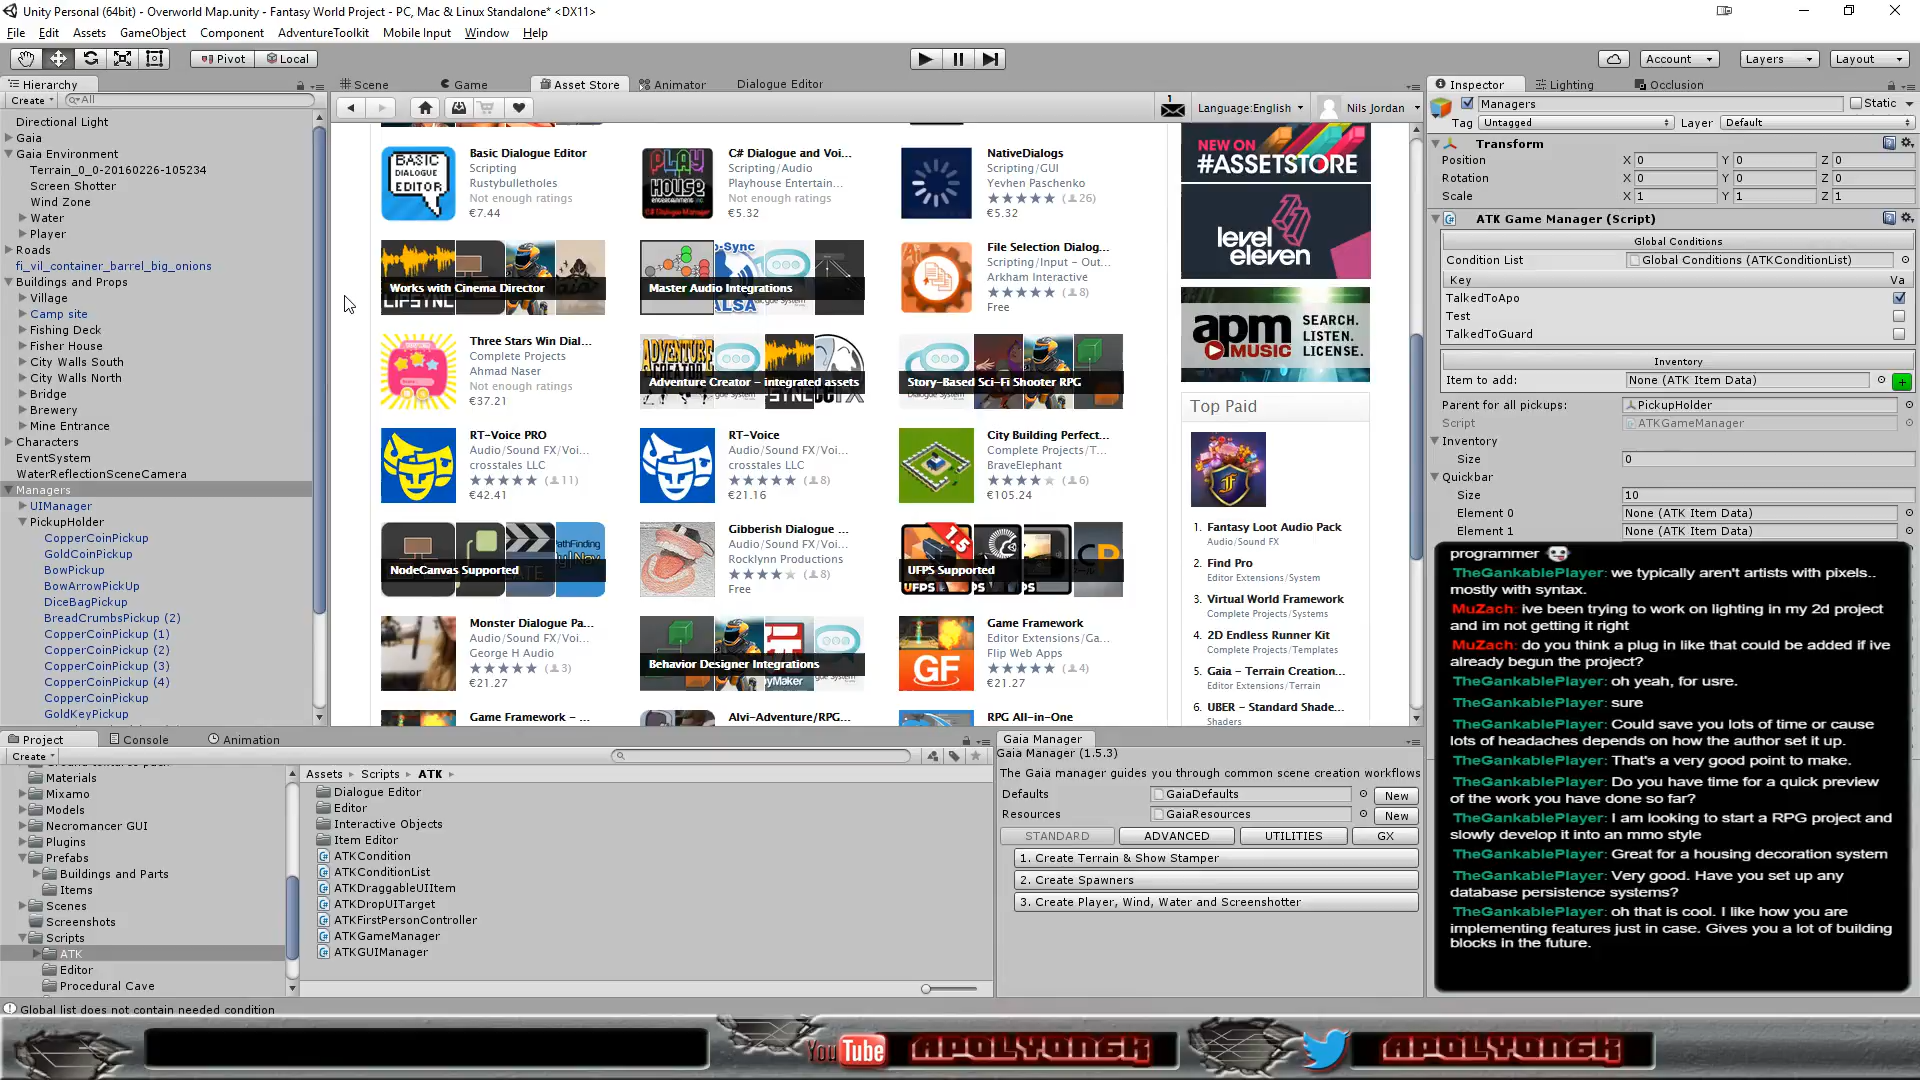 Unity Personal (64bit) - Overworld Map.unity - Fantasy World Project - PC, Mac & Linux Standalone* <DX11>
File Edit Assets GameObject Component AdventureToolkit Mobile Input Window Help
Pivot Local Account Layers Layout
Hierarchy
Create All
Directional Light
Gaia
Gaia Environment
Terrain_0_0-20160226-105234
Screen Shotter
Wind Zone
Water
Player
Roads
fi_vil_container_barrel_big_onions
Buildings and Props
Village
Camp site
Fishing Deck
Fisher House
City Walls South
City Walls North
Bridge
Brewery
Mine Entrance
Characters
EventSystem
WaterReflectionSceneCamera
Managers
UIManager
PickupHolder
CopperCoinPickup
GoldCoinPickup
BowPickup
BowArrowPickUp
DiceBagPickup
BreadCrumbsPickup (2)
CopperCoinPickup (1)
CopperCoinPickup (2)
CopperCoinPickup (3)
CopperCoinPickup (4)
CopperCoinPickup
GoldKeyPickup
Scene Game Asset Store Animator Dialogue Editor
Language:English Nils Jordan
BASIC DIALOGUE EDITOR
Basic Dialogue Editor
Scripting
Rustybulletholes
Not enough ratings
€7.44
PLAY HOUSE
C# Dialogue and Voi...
Scripting/Audio
Playhouse Entertain...
Not enough ratings
€5.32
NativeDialogs
Scripting/GUI
Yevhen Paschenko
(26)
€5.32
Works with Cinema Director
LIPSYNC
Master Audio Integrations
File Selection Dialog...
Scripting/Input - Out...
Arkham Interactive
(8)
Free
Three Stars Win Dial...
Complete Projects
Ahmad Naser
Not enough ratings
€37.21
Adventure Creator – integrated assets
Story-Based Sci-Fi Shooter RPG
RT-Voice PRO
Audio/Sound FX/Voi...
crosstales LLC
(11)
€42.41
RT-Voice
Audio/Sound FX/Voi...
crosstales LLC
(8)
€21.16
City Building Perfect...
Complete Projects/T...
BraveElephant
(6)
€105.24
NodeCanvas Supported
Gibberish Dialogue ...
Audio/Sound FX/Voi...
Rocklynn Productions
(8)
Free
1.5
UFPS Supported
CP
Monster Dialogue Pa...
Audio/Sound FX/Voi...
George H Audio
(3)
€21.27
Behavior Designer Integrations
GF
Game Framework
Editor Extensions/Ga...
Flip Web Apps
(4)
€21.27
Game Framework – ...
Alvi-Adventure/RPG...
RPG All-in-One
NEW ON
#ASSETSTORE
level
eleven
apm
MUSIC
SEARCH.
LISTEN.
LICENSE.
Top Paid
1. Fantasy Loot Audio Pack
Audio/Sound FX
2. Find Pro
Editor Extensions/System
3. Virtual World Framework
Complete Projects/Systems
4. 2D Endless Runner Kit
Complete Projects/Templates
5. Gaia – Terrain Creation...
Editor Extensions/Terrain
6. UBER – Standard Shade...
Shaders
Inspector Lighting Occlusion
Managers Static
Tag Untagged Layer Default
Transform
Position X 0 Y 0 Z 0
Rotation X 0 Y 0 Z 0
Scale X 1 Y 1 Z 1
ATK Game Manager (Script)
Global Conditions
Condition List Global Conditions (ATKConditionList)
Key Va
TalkedToApo
Test
TalkedToGuard
Inventory
Item to add: None (ATK Item Data)
Parent for all pickups: PickupHolder
Script ATKGameManager
Inventory
Size 0
Quickbar
Size 10
Element 0 None (ATK Item Data)
Element 1 None (ATK Item Data)
programmer
TheGankablePlayer: we typically aren't artists with pixels..
mostly with syntax.
MuZach: ive been trying to work on lighting in my 2d project
and im not getting it right
MuZach: do you think a plug in like that could be added if ive
already begun the project?
TheGankablePlayer: oh yeah, for usre.
TheGankablePlayer: sure
TheGankablePlayer: Could save you lots of time or cause
lots of headaches depends on how the author set it up.
TheGankablePlayer: That's a very good point to make.
TheGankablePlayer: Do you have time for a quick preview
of the work you have done so far?
TheGankablePlayer: I am looking to start a RPG project and
slowly develop it into an mmo style
TheGankablePlayer: Great for a housing decoration system
TheGankablePlayer: Very good. Have you set up any
database persistence systems?
TheGankablePlayer: oh that is cool. I like how you are
implementing features just in case. Gives you a lot of building
blocks in the future.
Project Console Animation
Create
Materials
Mixamo
Models
Necromancer GUI
Plugins
Prefabs
Buildings and Parts
Items
Scenes
Screenshots
Scripts
ATK
Editor
Procedural Cave
Assets Scripts ATK
Dialogue Editor
Editor
Interactive Objects
Item Editor
ATKCondition
ATKConditionList
ATKDraggableUIItem
ATKDropUITarget
ATKFirstPersonController
ATKGameManager
ATKGUIManager
Gaia Manager
Gaia Manager (1.5.3)
The Gaia manager guides you through common scene creation workflows
Defaults GaiaDefaults New
Resources GaiaResources New
STANDARD ADVANCED UTILITIES GX
1. Create Terrain & Show Stamper
2. Create Spawners
3. Create Player, Wind, Water and Screenshotter
Global list does not contain needed condition
YouTube APOLYON6K APOLYON6K